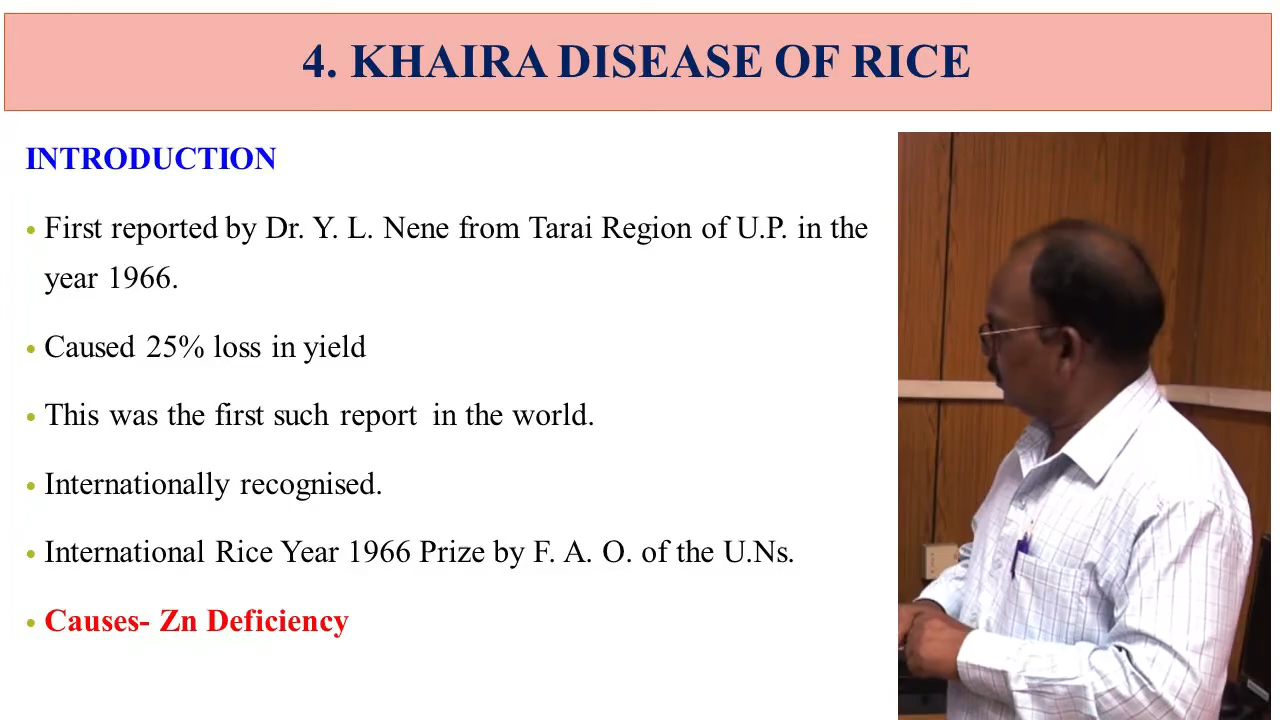 4. KHAIRA DISEASE OF RICE
INTRODUCTION
• First reported by Dr. Y. L. Nene from Tarai Region of U.P. in the
year 1966.
• Caused 25% loss in yield
• This was the first such report in the world.
• Internationally recognised.
• International Rice Year 1966 Prize by F. A. O. of the U.Ns.
• Causes- Zn Deficiency